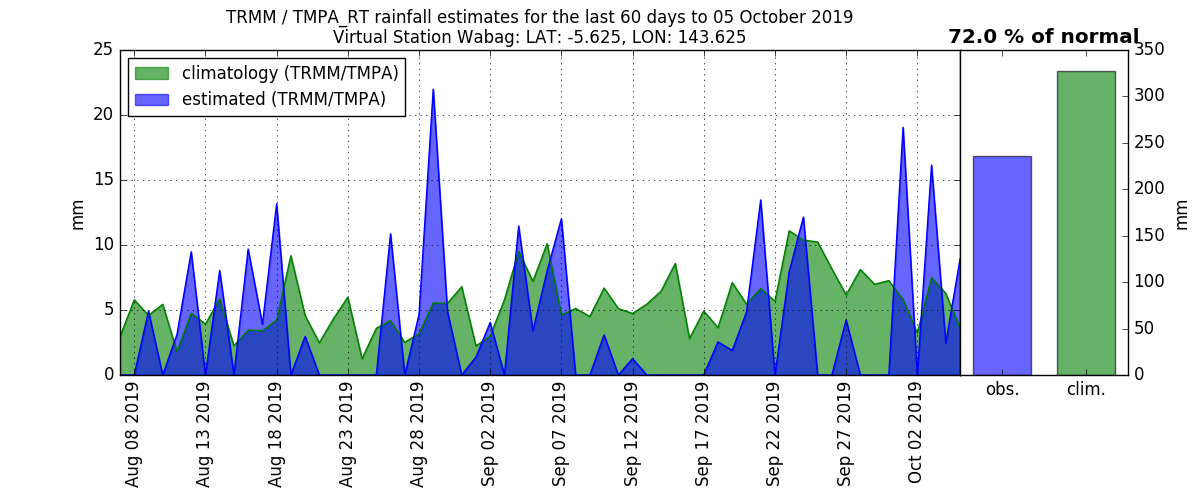 TRMM / TMPA_RT rainfall estimates for the last 60 days to 05 October 2019
Virtual Station Wabag: LAT: -5.625, LON: 143.625
72.0 % of normal
climatology (TRMM/TMPA)
estimated (TRMM/TMPA)
25
20
15
10
5
0
mm
Aug 08 2019
Aug 13 2019
Aug 18 2019
Aug 23 2019
Aug 28 2019
Sep 02 2019
Sep 07 2019
Sep 12 2019
Sep 17 2019
Sep 22 2019
Sep 27 2019
Oct 02 2019
obs.
clim.
350
300
250
200
150
100
50
0
mm